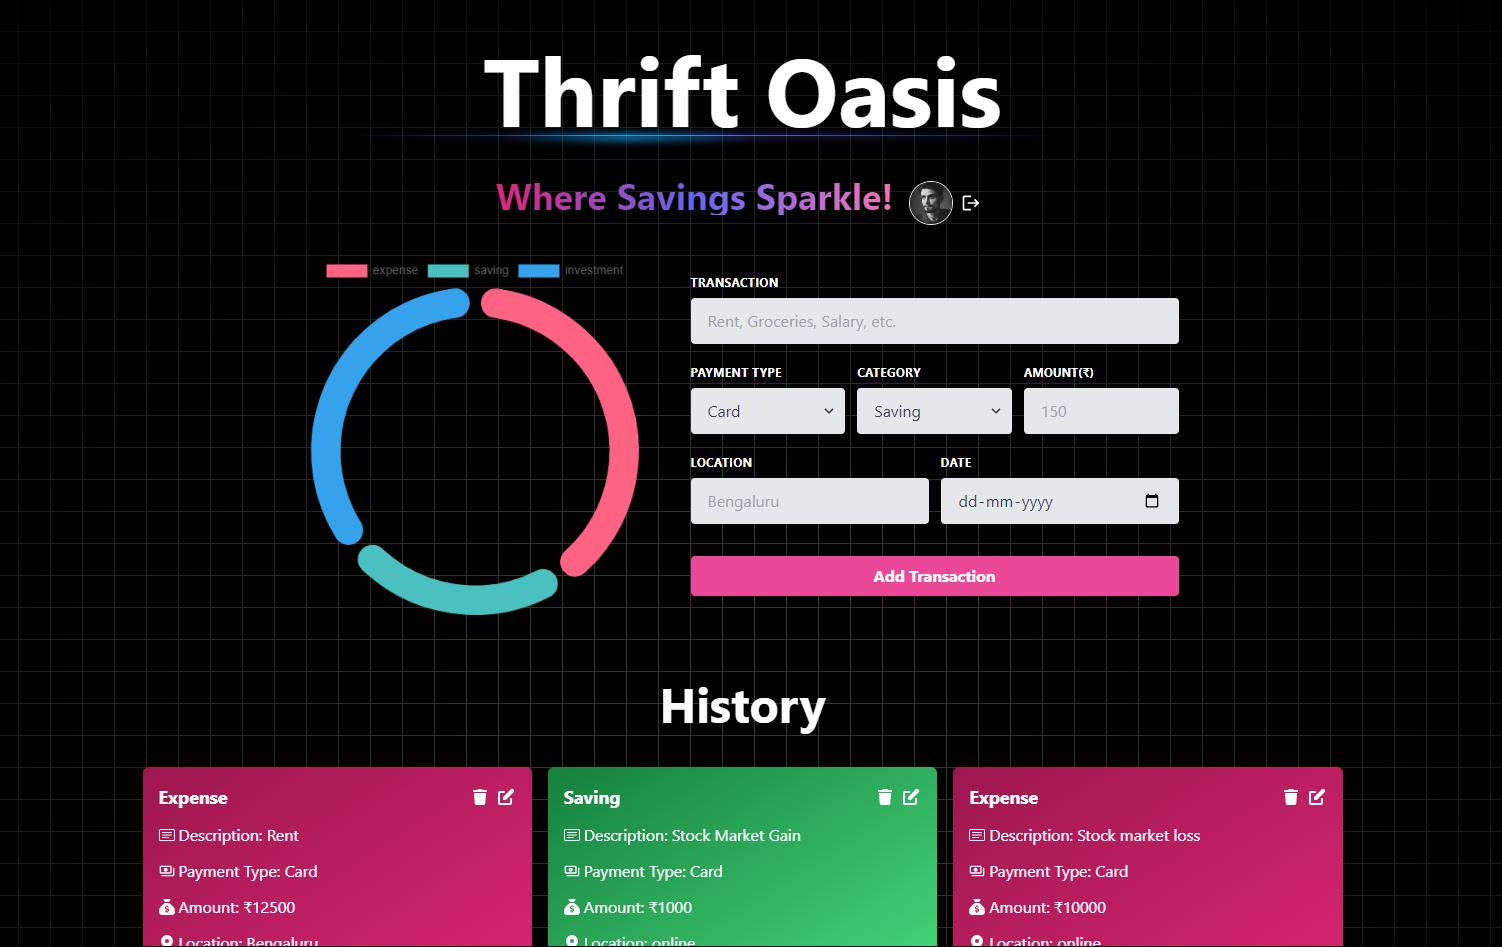 Thrift Oasis
Where Savings Sparkle!
expense saving investment
TRANSACTION
Rent, Groceries, Salary, etc.
PAYMENT TYPE CATEGORY AMOUNT(₹)
Card Saving 150
LOCATION DATE
Bengaluru dd-mm-yyyy
Add Transaction
History
Expense
Description: Rent
Payment Type: Card
Amount: ₹12500
Location: Bengaluru
Saving
Description: Stock Market Gain
Payment Type: Card
Amount: ₹1000
Location: online
Expense
Description: Stock market loss
Payment Type: Card
Amount: ₹10000
Location: online